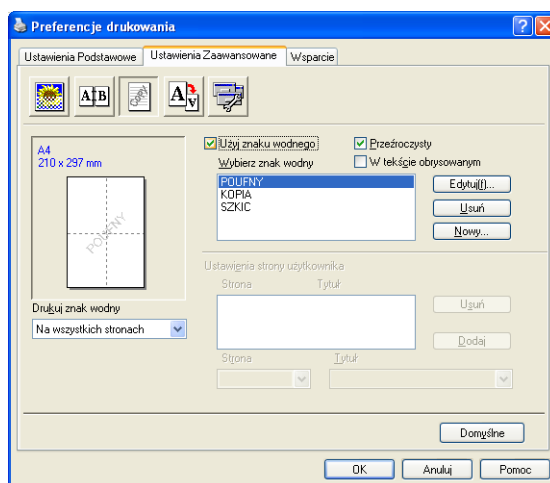 Preferencje drukowania
Ustawienia Podstawowe Ustawienia Zaawansowane Wsparcie
A4
210 x 297 mm
POUFNY
Drukuj znak wodny
Na wszystkich stronach
Użyj znaku wodnego Przeźroczysty
Wybierz znak wodny W tekście obrysowanym
POUFNY
KOPIA
SZKIC
Edytuj(f)...
Usuń
Nowy...
Ustawienia strony użytkownika
Strona Tytuł
Usuń
Dodaj
Strona Tytuł
Domyślne
OK Anuluj Pomoc